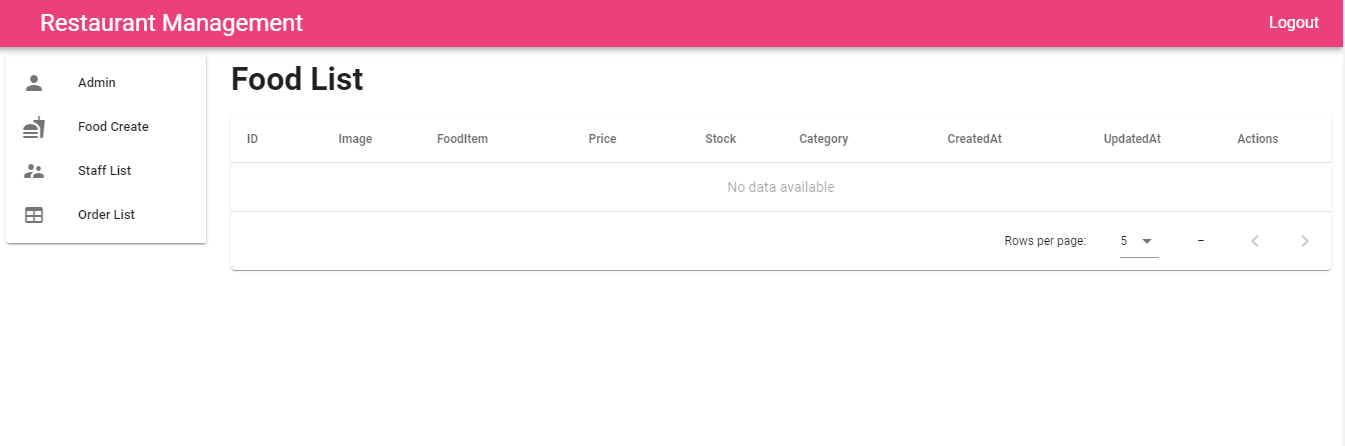 Restaurant Management Logout
Admin
Food Create
Staff List
Order List
Food List
ID Image FoodItem Price Stock Category CreatedAt UpdatedAt Actions
No data available
Rows per page: 5 –